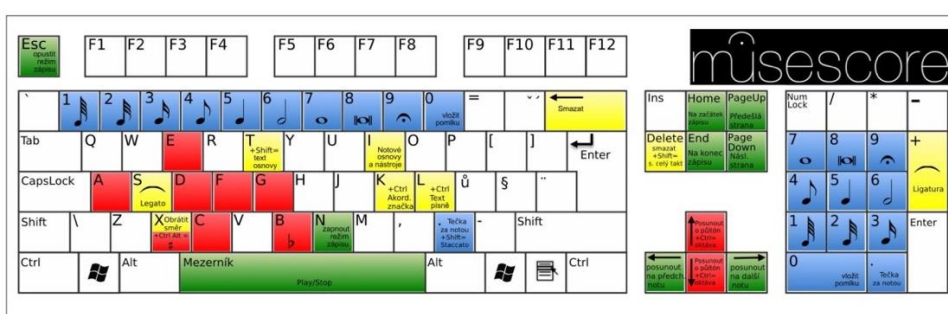 musescore
Esc
opustit
režim
zápisu
F1 F2 F3 F4 F5 F6 F7 F8 F9 F10 F11 F12
` 1 2 3 4 5 6 7 8 9 0 = ˇ´
vložit
pomlku
Smazat
Tab Q W E R T Y U I O P [ ] Enter
+Shift=
text
osnovy
Notové
osnovy
a nástroje
CapsLock A S D F G H J K L ů § ¨
Legato
+Ctrl
Akord.
značka
+Ctrl
Text
písně
Shift \ Z X C V B N M , . - Shift
Obrátit
směr
+Ctrl Alt =
zapnout
režim
zápisu
Tečka
za notou
+Shift=
Staccato
Ctrl Alt Mezerník Alt Ctrl
Play/Stop
Ins Home PageUp
Na začátek
zápisu
Předešlá
strana
Delete End Page
Down
smazat
+Shift=
s. celý takt
Na konec
zápisu
Násl.
strana
Posunout
o půltón
+Ctrl=
oktáva
posunout
na předch.
notu
Posunout
o půltón
+Ctrl=
oktáva
posunout
na další
notu
Num
Lock / * -
7 8 9 +
4 5 6
Ligatura
1 2 3 Enter
0 .
vložit
pomlku
Tečka
za notou